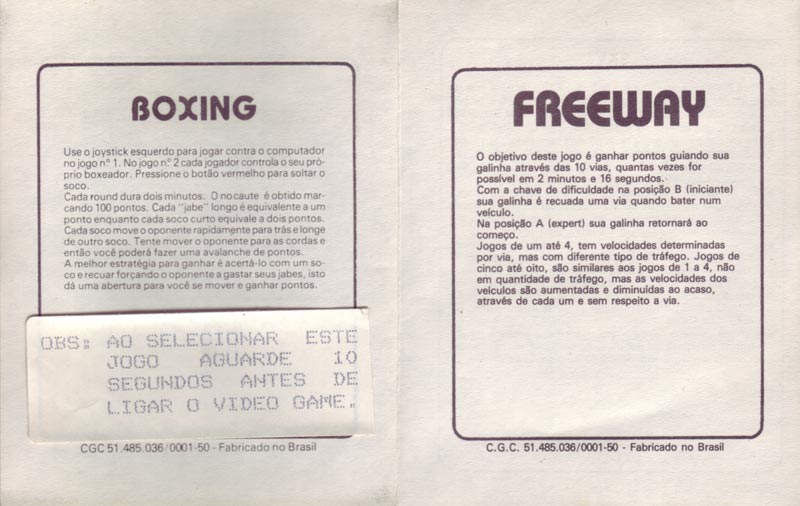 BOXING
Use o joystick esquerdo para jogar contra o computador
no jogo n.º 1. No jogo n.º 2 cada jogador controla o seu pró-
prio boxeador. Pressione o botão vermelho para soltar o
soco.
Cada round dura dois minutos. O nocaute é obtido mar-
cando 100 pontos. Cada "jabe" longo é equivalente a um
ponto enquanto cada soco curto equivale a dois pontos.
Cada soco move o oponente rapidamente para trás e longe
de outro soco. Tente mover o oponente para as cordas e
então você poderá fazer uma avalanche de pontos.
A melhor estratégia para ganhar é acertá-lo com um so-
co e recuar forçando o oponente a gastar seus jabes, isto
dá uma abertura para você se mover e ganhar pontos.
OBS: AO SELECIONAR ESTE
JOGO AGUARDE 10
SEGUNDOS ANTES DE
LIGAR O VIDEO GAME.
CGC 51.485.036/0001-50 - Fabricado no Brasil
FREEWAY
O objetivo deste jogo é ganhar pontos guiando sua
galinha através das 10 vias, quantas vezes for
possível em 2 minutos e 16 segundos.
Com a chave de dificuldade na posição B (iniciante)
sua galinha é recuada uma via quando bater num
veículo.
Na posição A (expert) sua galinha retornará ao
começo.
Jogos de um até 4, tem velocidades determinadas
por via, mas com diferente tipo de tráfego. Jogos de
cinco até oito, são similares aos jogos de 1 a 4, não
em quantidade de tráfego, mas as velocidades dos
veículos são aumentadas e diminuídas ao acaso,
através de cada um e sem respeito a via.
C.G.C. 51.485.036/0001-50 - Fabricado no Brasil